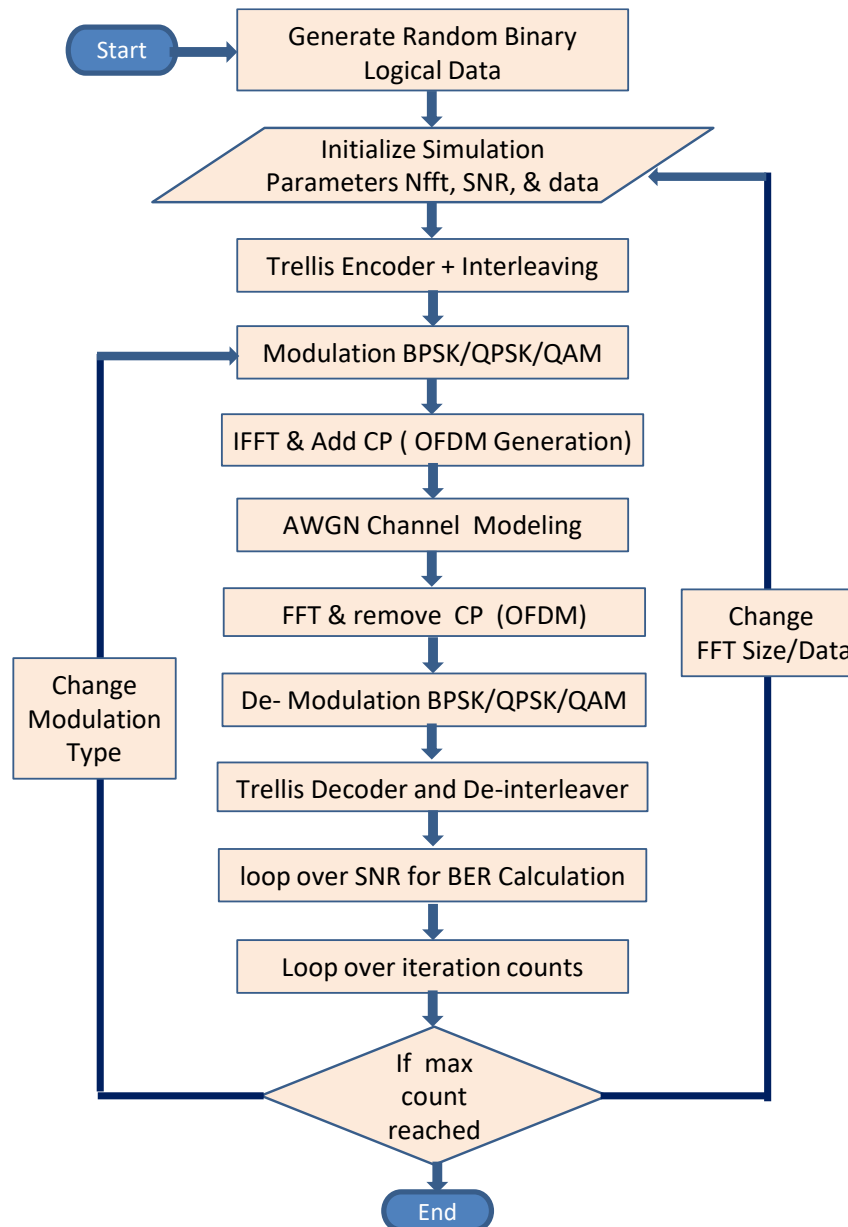 Start
Generate Random Binary
Logical Data
Initialize Simulation
Parameters Nfft, SNR, & data
Trellis Encoder + Interleaving
Modulation BPSK/QPSK/QAM
IFFT & Add CP ( OFDM Generation)
AWGN Channel Modeling
FFT & remove CP (OFDM)
Change
FFT Size/Data
Change
Modulation
Type
De- Modulation BPSK/QPSK/QAM
Trellis Decoder and De-interleaver
loop over SNR for BER Calculation
Loop over iteration counts
If max
count
reached
End